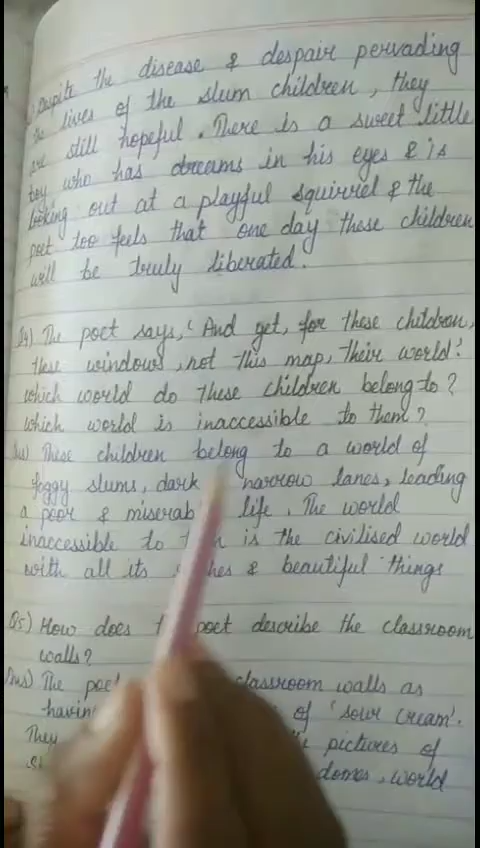 Despite the disease & despair pervading
the lives of the slum children, they
are still hopeful. There is a sweet little
boy who has dreams in his eyes & is
looking out at a playful squirrel & the
poet too feels that one day these children
will be truly liberated.
Q4) The poet says, 'And yet, for these children,
these windows, not this map, their world'.
which world do these children belong to?
which world is inaccessible to them?
Ans) These children belong to a world of
foggy slums, dark narrow lanes, leading
a poor & miserab life. The world
inaccessible to is the civilised world
with all its & beautiful things
Q5) How does poet describe the classroom
walls?
Ans) The classroom walls as
of 'sour cream'.
They pictures of
domes, world